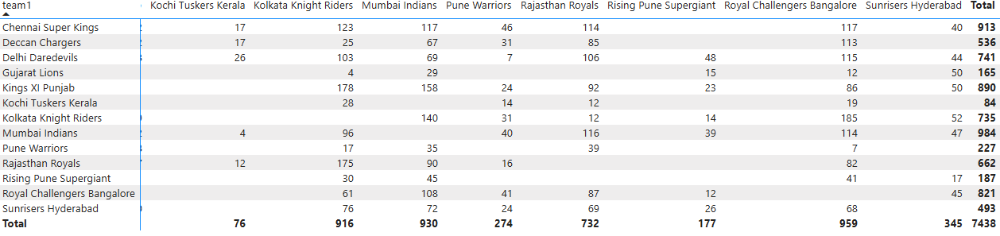 team1 Kochi Tuskers Kerala Kolkata Knight Riders Mumbai Indians Pune Warriors Rajasthan Royals Rising Pune Supergiant Royal Challengers Bangalore Sunrisers Hyderabad Total
Chennai Super Kings 17 123 117 46 114 117 40 913
Deccan Chargers 17 25 67 31 85 113 536
Delhi Daredevils 26 103 69 7 106 48 115 44 741
Gujarat Lions 4 29 15 12 50 165
Kings XI Punjab 178 158 24 92 23 86 50 890
Kochi Tuskers Kerala 28 14 12 19 84
Kolkata Knight Riders 140 31 12 14 185 52 735
Mumbai Indians 4 96 40 116 39 114 47 984
Pune Warriors 17 35 39 7 227
Rajasthan Royals 12 175 90 16 82 662
Rising Pune Supergiant 30 45 41 17 187
Royal Challengers Bangalore 61 108 41 87 12 45 821
Sunrisers Hyderabad 76 72 24 69 26 68 493
Total 76 916 930 274 732 177 959 345 7438